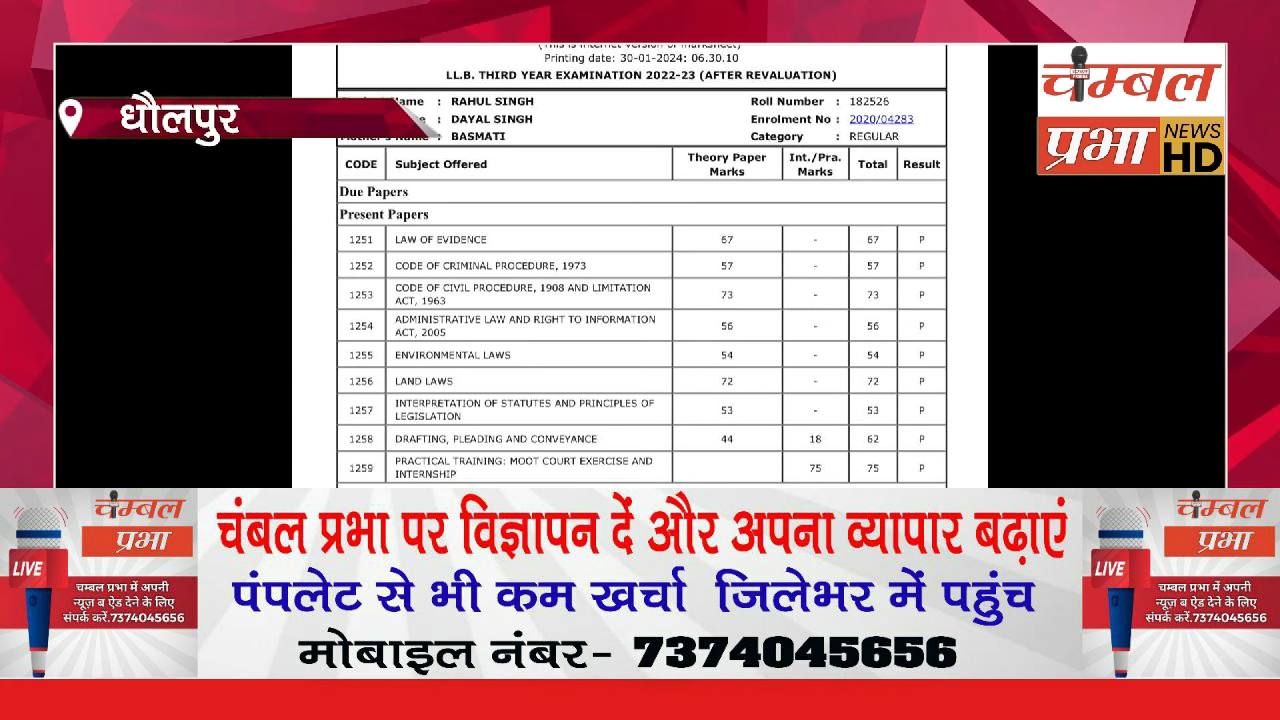 (This is internet version of marksheet)
Printing date: 30-01-2024: 06.30.10
LL.B. THIRD YEAR EXAMINATION 2022-23 (AFTER REVALUATION)
Name : RAHUL SINGH Roll Number : 182526
: DAYAL SINGH Enrolment No : 2020/04283
: BASMATI Category : REGULAR
धौलपुर
चम्बल
प्रभा NEWS HD
CODE Subject Offered Theory Paper Marks Int./Pra. Marks Total Result
Due Papers
Present Papers
1251 LAW OF EVIDENCE 67 - 67 P
1252 CODE OF CRIMINAL PROCEDURE, 1973 57 - 57 P
1253 CODE OF CIVIL PROCEDURE, 1908 AND LIMITATION ACT, 1963 73 - 73 P
1254 ADMINISTRATIVE LAW AND RIGHT TO INFORMATION ACT, 2005 56 - 56 P
1255 ENVIRONMENTAL LAWS 54 - 54 P
1256 LAND LAWS 72 - 72 P
1257 INTERPRETATION OF STATUTES AND PRINCIPLES OF LEGISLATION 53 - 53 P
1258 DRAFTING, PLEADING AND CONVEYANCE 44 18 62 P
1259 PRACTICAL TRAINING: MOOT COURT EXERCISE AND INTERNSHIP 75 75 P
चम्बल
प्रभा
LIVE
चम्बल प्रभा में अपनी
न्यूज़ ब ऐड देने के लिए
संपर्क करें.7374045656
चंबल प्रभा पर विज्ञापन दें और अपना व्यापार बढ़ाएं
पंपलेट से भी कम खर्चा जिलेभर में पहुंच
मोबाइल नंबर- 7374045656
चम्बल
प्रभा
LIVE
चम्बल प्रभा में अपनी
न्यूज़ ब ऐड देने के लिए
संपर्क करें.7374045656